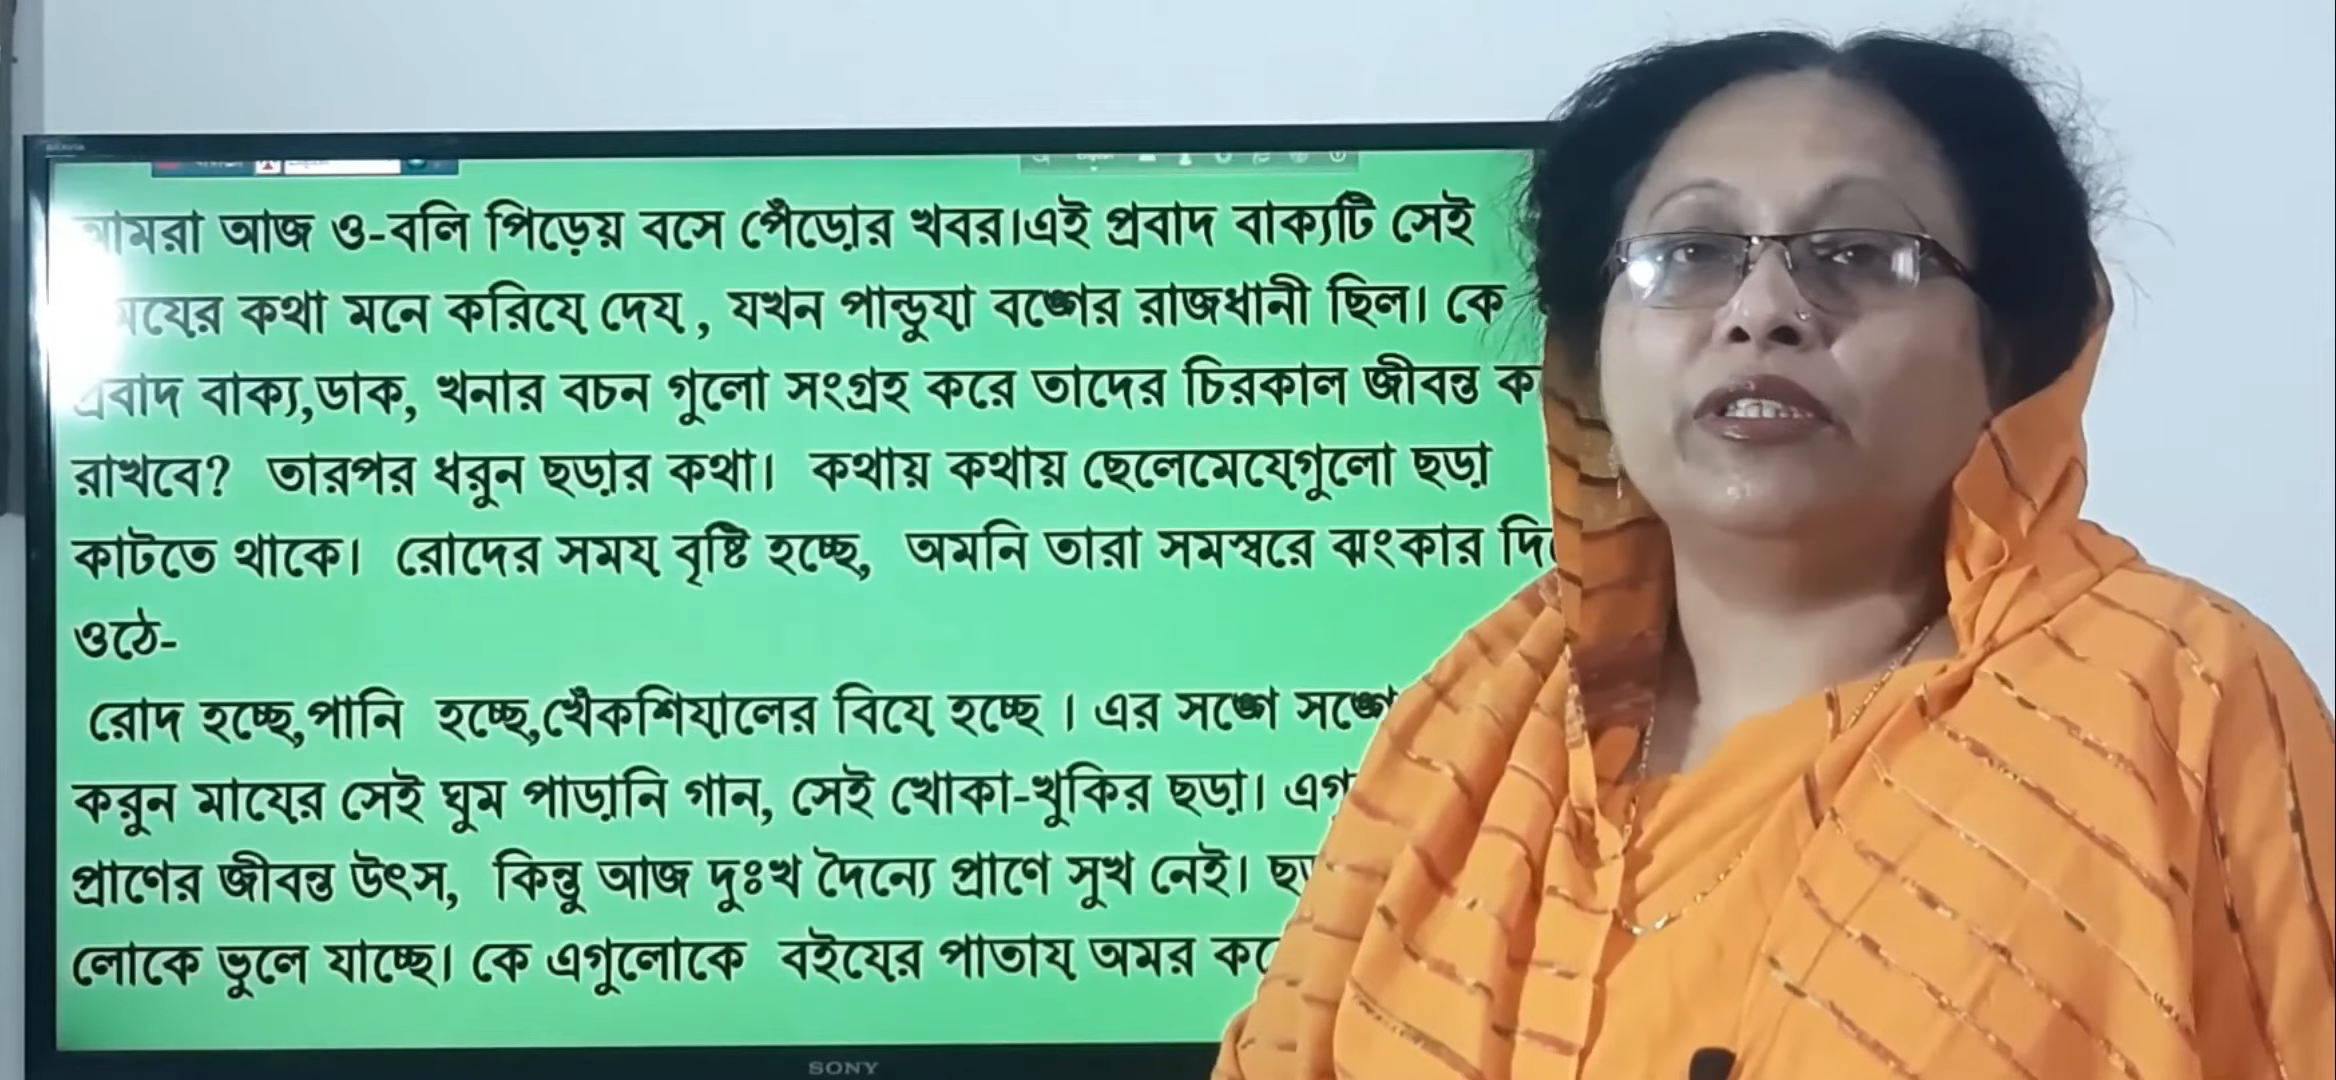 আমরা আজ ও-বলি পিড়েয় বসে পেঁড়োর খবর।এই প্রবাদ বাক্যটি সেই
কথা মনে করিয়ে দেয়, যখন পান্ডুয়া বঙ্গের রাজধানী ছিল। কে
প্রবাদ বাক্য,ডাক, খনার বচন গুলো সংগ্রহ করে তাদের চিরকাল জীবন্ত
রাখবে? তারপর ধরুন ছড়ার কথা। কথায় কথায় ছেলেমেয়েগুলো ছড়া
কাটতে থাকে। রোদের সময় বৃষ্টি হচ্ছে, অমনি তারা সমস্বরে ঝংকার
ওঠে-
রোদ হচ্ছে,পানি হচ্ছে,খেঁকশিয়ালের বিয়ে হচ্ছে । এর সঙ্গে সঙ্গে
করুন মায়ের সেই ঘুম পাড়ানি গান, সেই খোকা-খুকির ছড়া।
প্রাণের জীবন্ত উৎস, কিন্তু আজ দুঃখ দৈন্যে প্রাণে সুখ নেই।
লোকে ভুলে যাচ্ছে। কে এগুলোকে বইয়ের পাতায় অমর
SONY